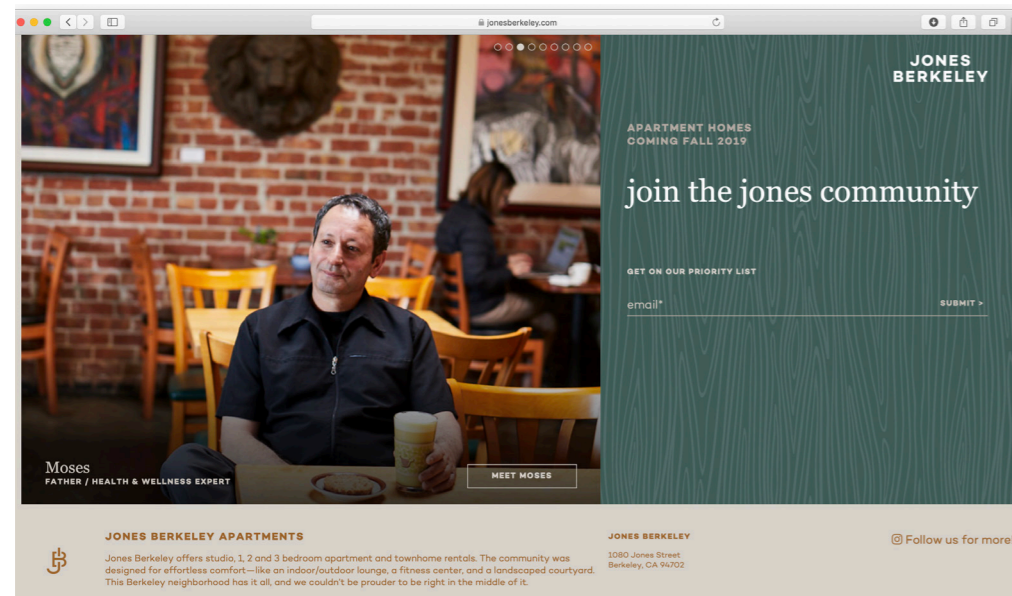 jonesberkeley.com
JONES
BERKELEY
APARTMENT HOMES
COMING FALL 2019
join the jones community
GET ON OUR PRIORITY LIST
email*
SUBMIT >
Moses
FATHER / HEALTH & WELLNESS EXPERT
MEET MOSES
JONES BERKELEY APARTMENTS
Jones Berkeley offers studio, 1, 2 and 3 bedroom apartment and townhome rentals. The community was
designed for effortless comfort—like an indoor/outdoor lounge, a fitness center, and a landscaped courtyard.
This Berkeley neighborhood has it all, and we couldn't be prouder to be right in the middle of it.
JONES BERKELEY
1080 Jones Street
Berkeley, CA 94702
Follow us for more